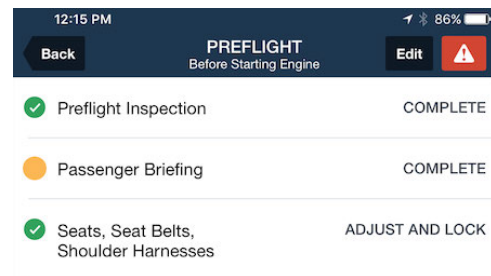 12:15 PM 86%
Back PREFLIGHT Edit
Before Starting Engine
Preflight Inspection COMPLETE
Passenger Briefing COMPLETE
Seats, Seat Belts, ADJUST AND LOCK
Shoulder Harnesses